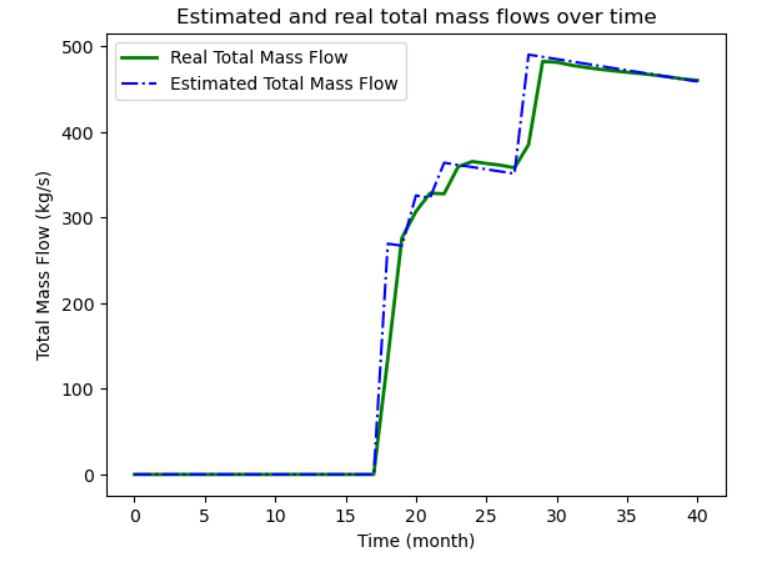 Estimated and real total mass flows over time
Real Total Mass Flow
Estimated Total Mass Flow
Total Mass Flow (kg/s)
500
400
300
200
100
0
0 5 10 15 20 25 30 35 40
Time (month)